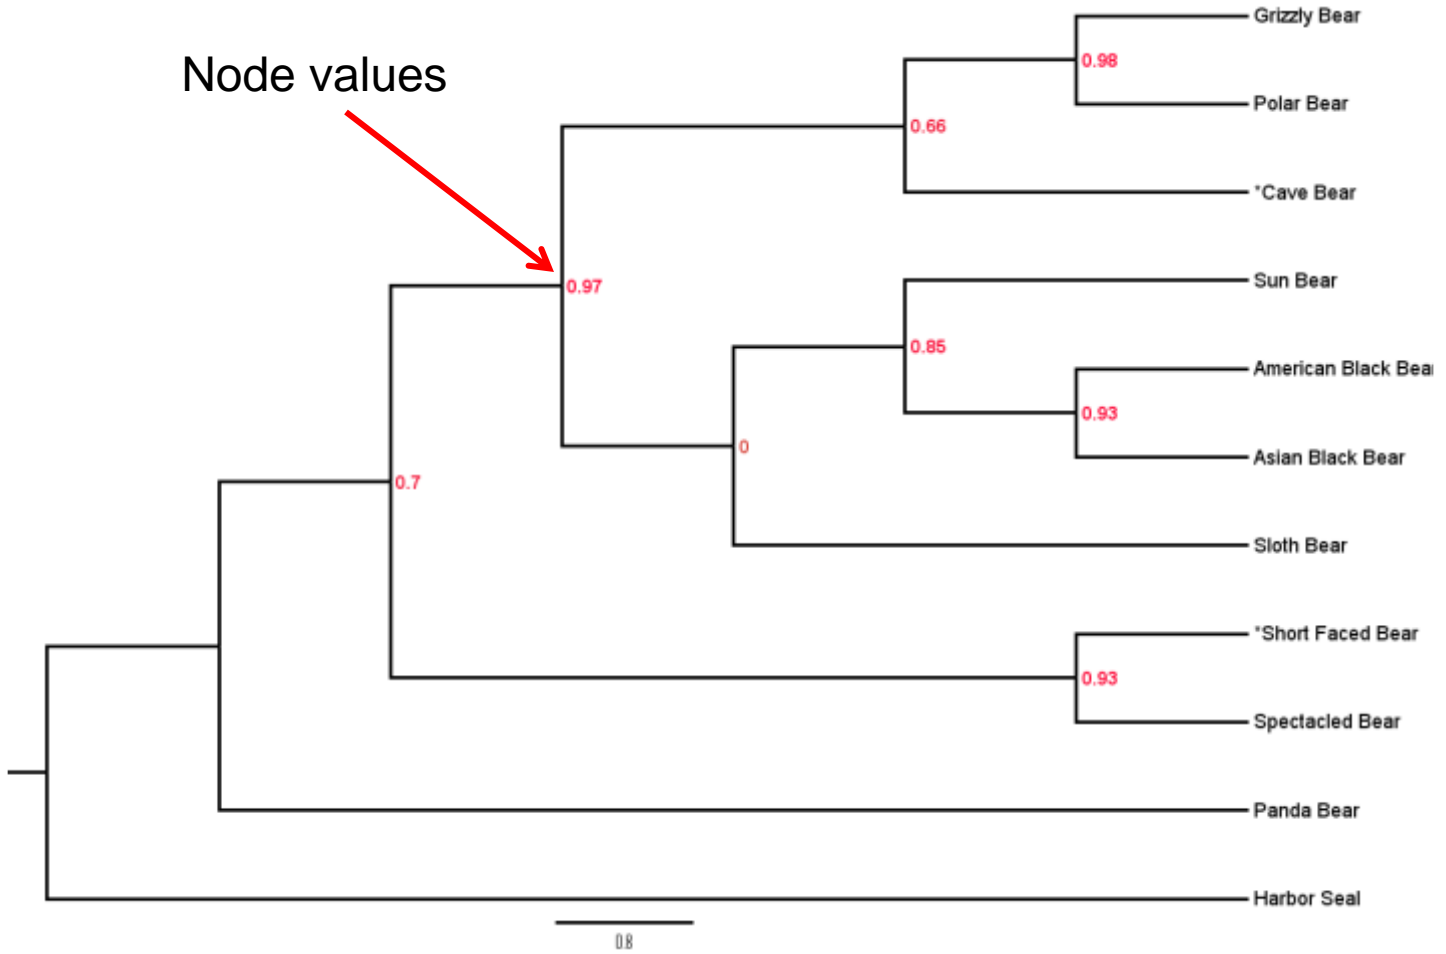 Grizzly Bear
Node values
0.98
Polar Bear
0.66
*Cave Bear
Sun Bear
0.97
0.85
American Black Bea
0.93
0
Asian Black Bear
0.7
Sloth Bear
*Short Faced Bear
0.93
Spectacled Bear
Panda Bear
Harbor Seal
0.8